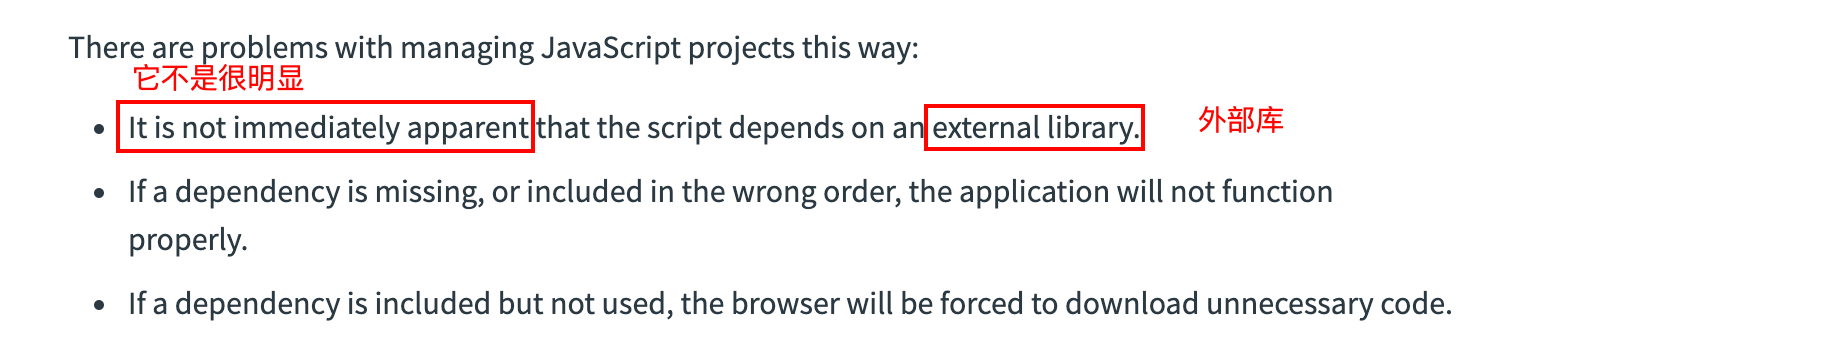 There are problems with managing JavaScript projects this way:
它不是很明显
• It is not immediately apparent that the script depends on an external library.
外部库
• If a dependency is missing, or included in the wrong order, the application will not function
properly.
• If a dependency is included but not used, the browser will be forced to download unnecessary code.